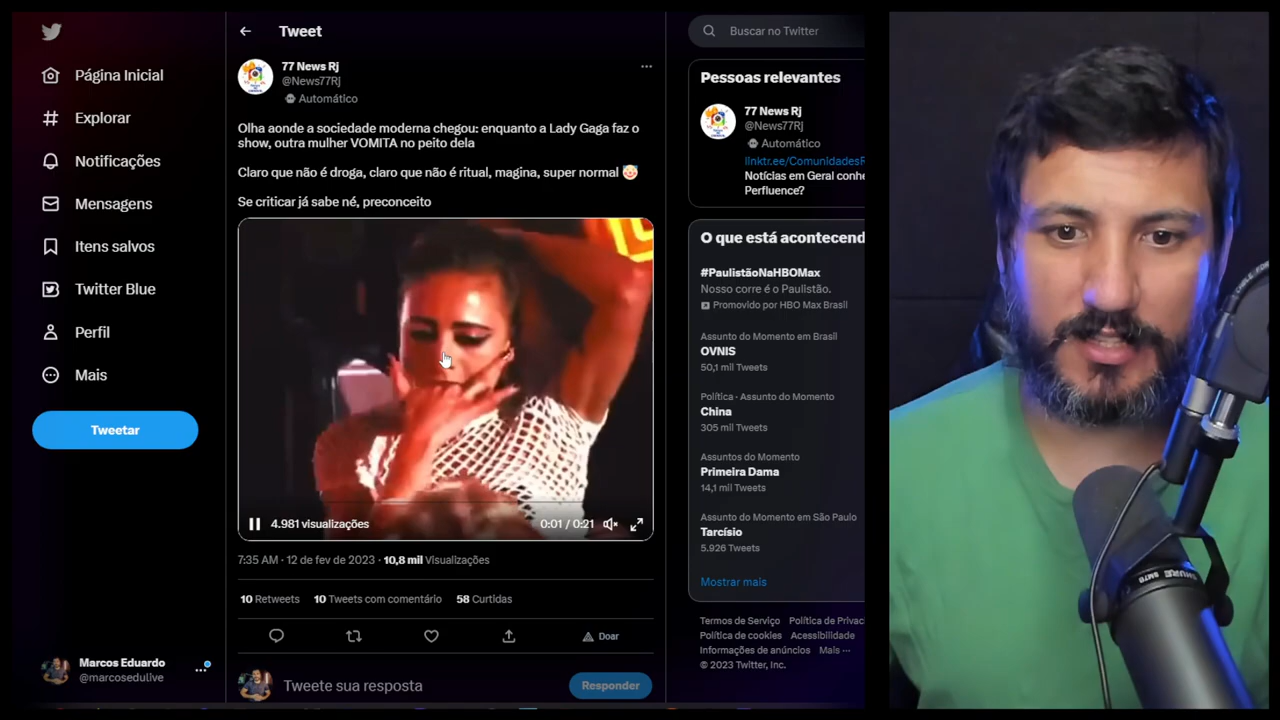 Página Inicial
Explorar
Notificações
Mensagens
Itens salvos
Twitter Blue
Perfil
Mais
Tweetar
Marcos Eduardo
@marcosedulive
Tweet
77 News Rj
@News77Rj
Automático
Olha aonde a sociedade moderna chegou: enquanto a Lady Gaga faz o
show, outra mulher VOMITA no peito dela
Claro que não é droga, claro que não é ritual, magina, super normal 🤡
Se criticar já sabe né, preconceito
4.981 visualizações
0:01 / 0:21
7:35 AM · 12 de fev de 2023 · 10,8 mil Visualizações
10 Retweets 10 Tweets com comentário 58 Curtidas
Doar
Tweete sua resposta
Responder
Buscar no Twitter
Pessoas relevantes
77 News Rj
@News77Rj
Automático
linktr.ee/ComunidadesR
Notícias em Geral conhe
Perfluence?
O que está acontecend
#PaulistãoNaHBOMax
Nosso corre é o Paulistão.
Promovido por HBO Max Brasil
Assunto do Momento em Brasil
OVNIS
50,1 mil Tweets
Política · Assunto do Momento
China
305 mil Tweets
Assuntos do Momento
Primeira Dama
14,1 mil Tweets
Assunto do Momento em São Paulo
Tarcísio
5.926 Tweets
Mostrar mais
Termos de Serviço Política de Privac
Política de cookies Acessibilidade
Informações de anúncios Mais ···
© 2023 Twitter, Inc.
SHURE SM7B